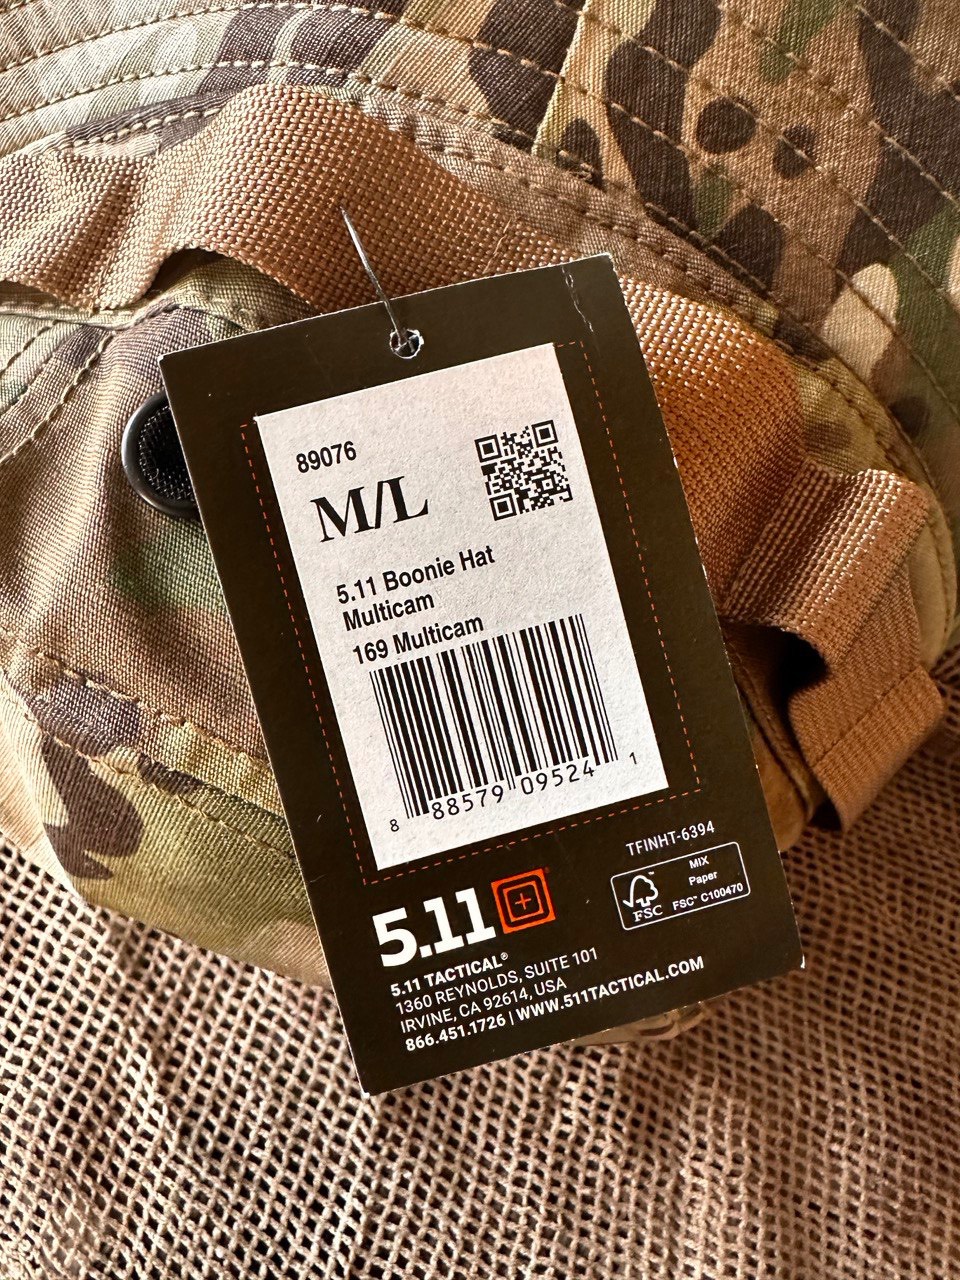 89076
M/L
5.11 Boonie Hat
Multicam
169 Multicam
8 88579 09524 1
TFINHT-6394
MIX
Paper
FSC™ C100470
FSC
5.11
5.11 TACTICAL®
1360 REYNOLDS, SUITE 101
IRVINE, CA 92614, USA
866.451.1726 | WWW.511TACTICAL.COM